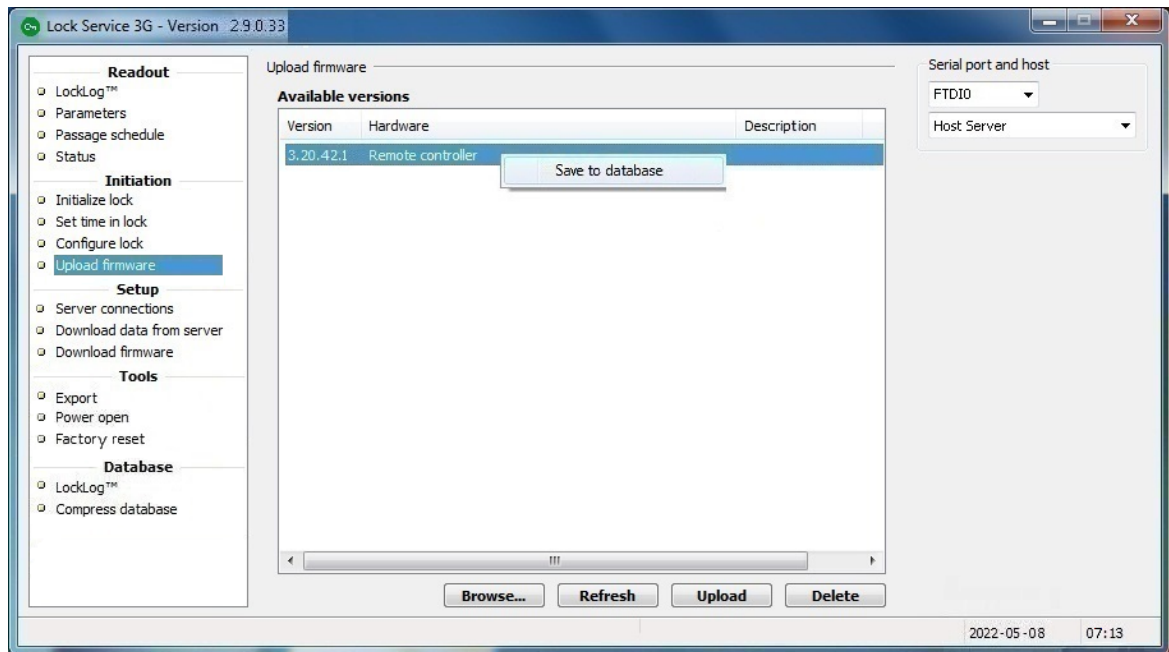 Lock Service 3G - Version 2.9.0.33
Readout
LockLog™
Parameters
Passage schedule
Status
Initiation
Initialize lock
Set time in lock
Configure lock
Upload firmware
Setup
Server connections
Download data from server
Download firmware
Tools
Export
Power open
Factory reset
Database
LockLog™
Compress database
Upload firmware
Available versions
Version Hardware Description
3.20.42.1 Remote controller
Save to database
Browse... Refresh Upload Delete
Serial port and host
FTDI0
Host Server
2022-05-08 07:13